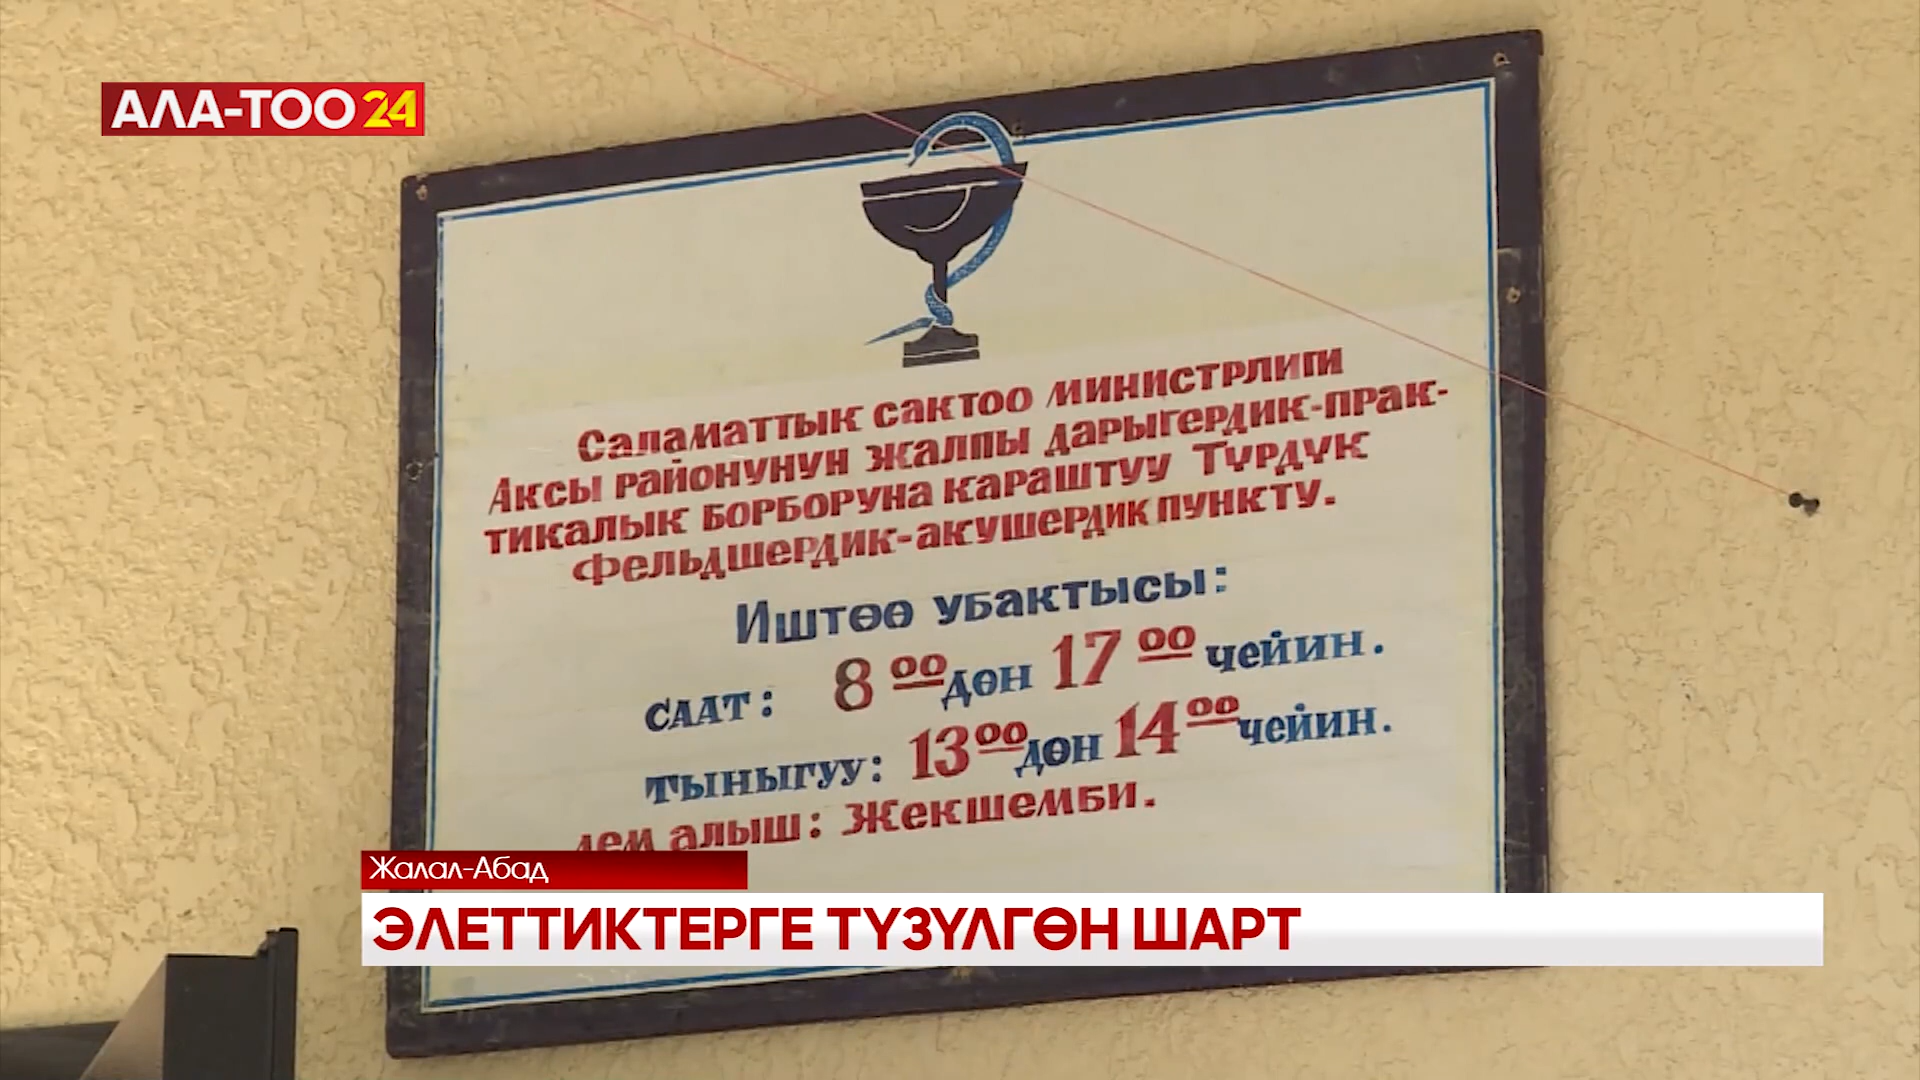 АЛА-ТОО 24
Саламаттык сактоо министрлиги
Аксы районунун жалпы дарыгердик-прак-
тикалык борборуна караштуу Түрдүк
фельдшердик-акушердик пункту.
Иштөө убактысы:
саат: 8 00 дөн 17 00 чейин.
тыныгуу: 13 00 дөн 14 00 чейин.
алыш: Жекшемби.
Жалал-Абад
ЭЛЕТТИКТЕРГЕ ТҮЗҮЛГӨН ШАРТ